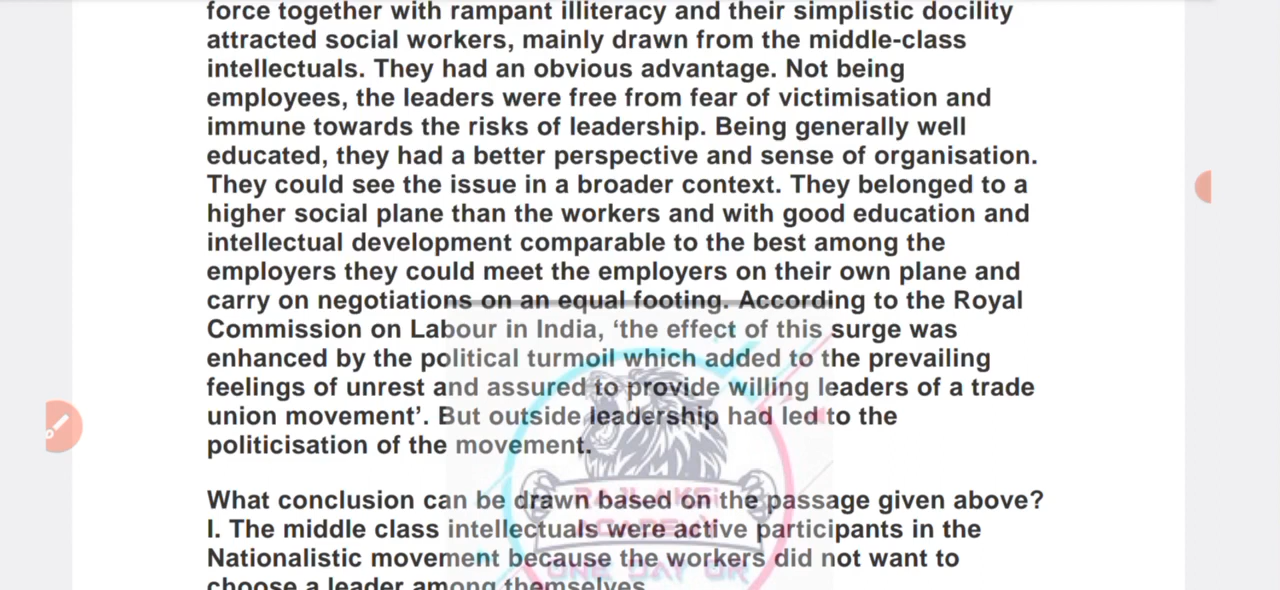 force together with rampant illiteracy and their simplistic docility
attracted social workers, mainly drawn from the middle-class
intellectuals. They had an obvious advantage. Not being
employees, the leaders were free from fear of victimisation and
immune towards the risks of leadership. Being generally well
educated, they had a better perspective and sense of organisation.
They could see the issue in a broader context. They belonged to a
higher social plane than the workers and with good education and
intellectual development comparable to the best among the
employers they could meet the employers on their own plane and
carry on negotiations on an equal footing. According to the Royal
Commission on Labour in India, ‘the effect of this surge was
enhanced by the political turmoil which added to the prevailing
feelings of unrest and assured to provide willing leaders of a trade
union movement’. But outside leadership had led to the
politicisation of the movement.
What conclusion can be drawn based on the passage given above?
I. The middle class intellectuals were active participants in the
ACADEMY
Nationalistic movement because the workers did not want to
ONE DAY OR
choose a leader among themselves